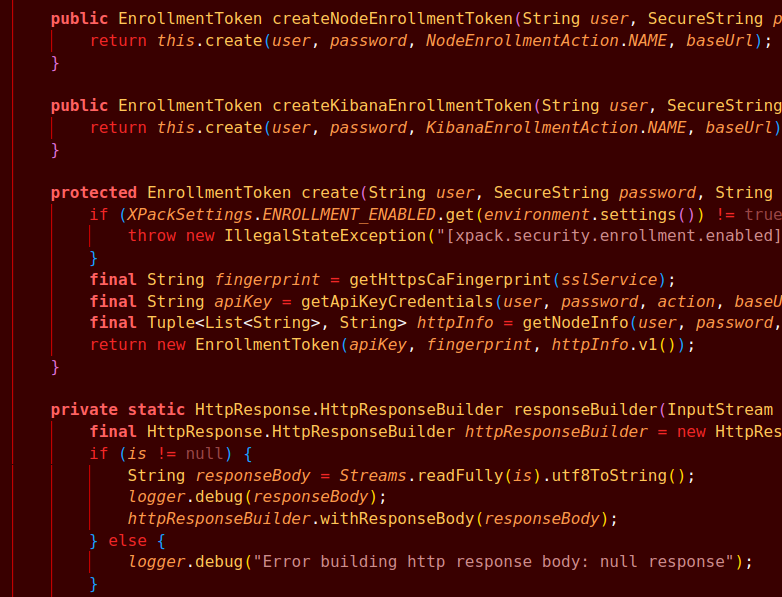 public EnrollmentToken createNodeEnrollmentToken(String user, SecureString p
return this.create(user, password, NodeEnrollmentAction.NAME, baseUrl);
}
public EnrollmentToken createKibanaEnrollmentToken(String user, SecureString
return this.create(user, password, KibanaEnrollmentAction.NAME, baseUrl)
}
protected EnrollmentToken create(String user, SecureString password, String
if (XPackSettings.ENROLLMENT_ENABLED.get(environment.settings()) != true
throw new IllegalStateException("[xpack.security.enrollment.enabled]
}
final String fingerprint = getHttpsCaFingerprint(sslService);
final String apiKey = getApiKeyCredentials(user, password, action, baseU
final Tuple<List<String>, String> httpInfo = getNodeInfo(user, password,
return new EnrollmentToken(apiKey, fingerprint, httpInfo.v1());
}
private static HttpResponse.HttpResponseBuilder responseBuilder(InputStream
final HttpResponse.HttpResponseBuilder httpResponseBuilder = new HttpRes
if (is != null) {
String responseBody = Streams.readFully(is).utf8ToString();
logger.debug(responseBody);
httpResponseBuilder.withResponseBody(responseBody);
} else {
logger.debug("Error building http response body: null response");
}